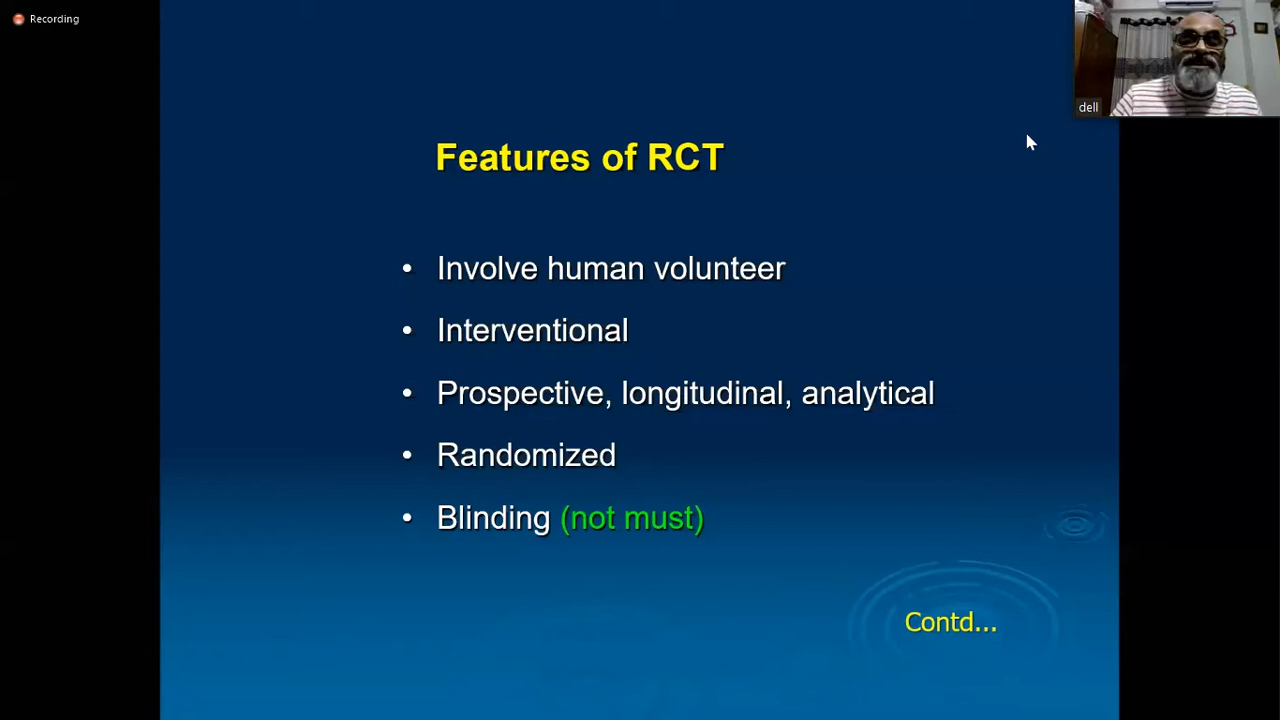 Recording
dell
Features of RCT
• Involve human volunteer
• Interventional
• Prospective, longitudinal, analytical
• Randomized
• Blinding (not must)
Contd...